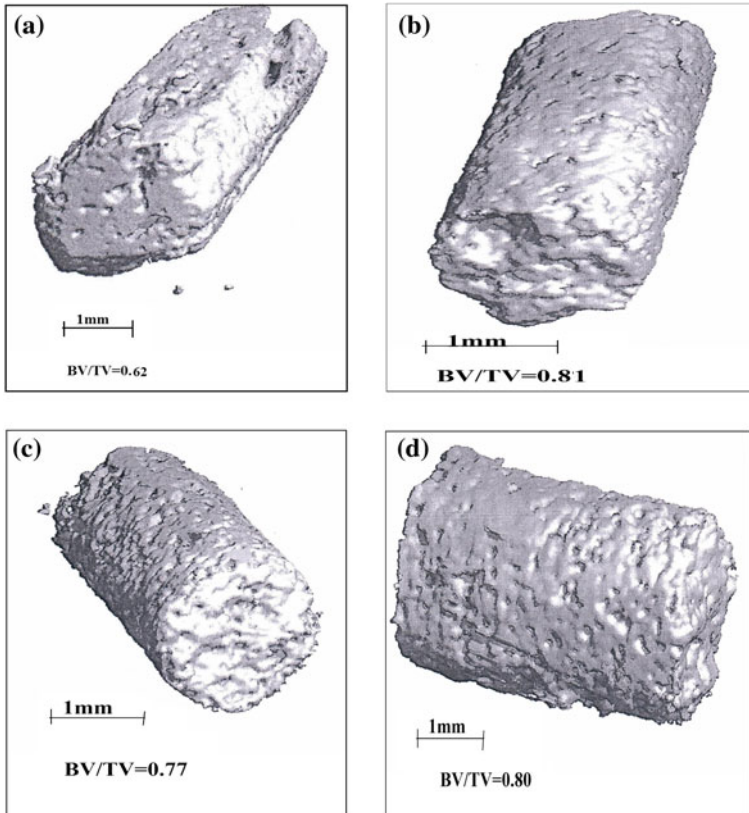 (a)
1mm
BV/TV=0.62
(b)
1mm
BV/TV=0.81
(c)
1mm
BV/TV=0.77
(d)
1mm
BV/TV=0.80